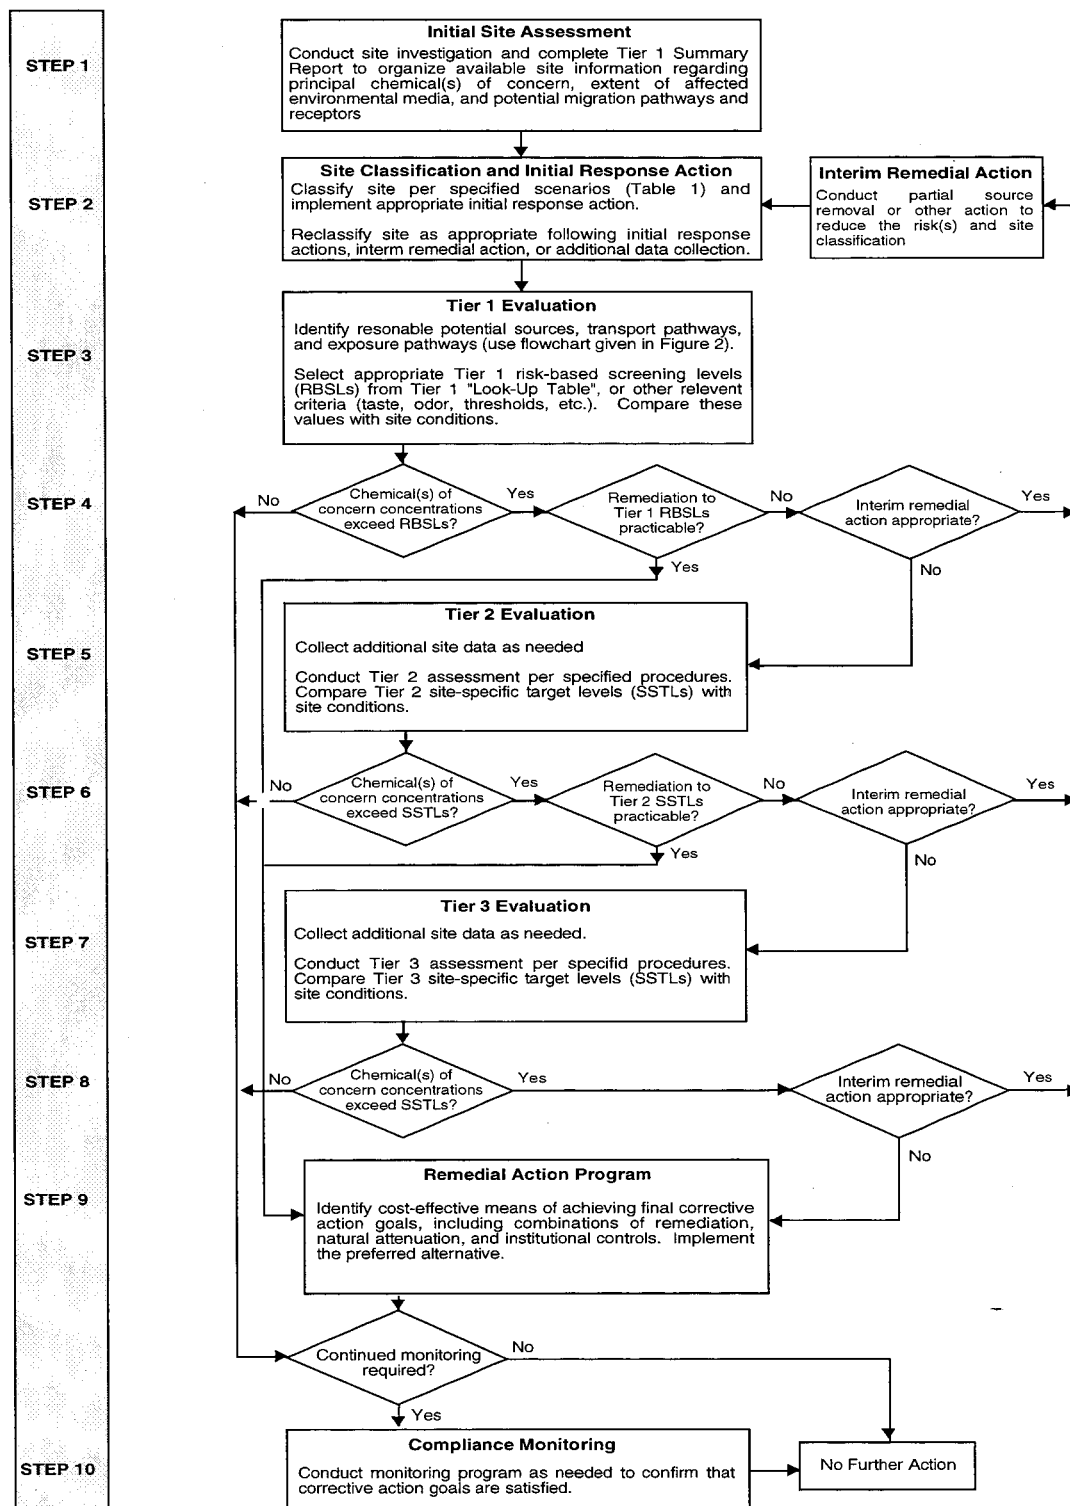 Initial Site Assessment
STEP 1
Conduct site investigation and complete Tier 1 Summary
Report to organize available site information regarding
principal chemical(s) of concern, extent of affected
environmental media, and potential migration pathways and
receptors
Site Classification and Initial Response Action
STEP 2
Classify site per specified scenarios (Table 1) and
implement appropriate initial response action.
Reclassify site as appropriate following initial response
actions, interm remedial action, or additional data collection.
Interim Remedial Action
Conduct partial source
removal or other action to
reduce the risk(s) and site
classification
Tier 1 Evaluation
STEP 3
Identify resonable potential sources, transport pathways,
and exposure pathways (use flowchart given in Figure 2).
Select appropriate Tier 1 risk-based screening levels
(RBSLs) from Tier 1 "Look-Up Table", or other relevent
criteria (taste, odor, thresholds, etc.). Compare these
values with site conditions.
STEP 4
No
Chemical(s) of
concern concentrations
exceed RBSLs?
Yes
Remediation to
Tier 1 RBSLs
practicable?
No
Interim remedial
action appropriate?
Yes
Yes
No
Tier 2 Evaluation
STEP 5
Collect additional site data as needed
Conduct Tier 2 assessment per specified procedures.
Compare Tier 2 site-specific target levels (SSTLs) with
site conditions.
STEP 6
No
Chemical(s) of
concern concentrations
exceed SSTLs?
Yes
Remediation to
Tier 2 SSTLs
practicable?
No
Interim remedial
action appropriate?
Yes
Yes
No
Tier 3 Evaluation
STEP 7
Collect additional site data as needed.
Conduct Tier 3 assessment per specifid procedures.
Compare Tier 3 site-specific target levels (SSTLs) with
site conditions.
STEP 8
No
Chemical(s) of
concern concentrations
exceed SSTLs?
Yes
Interim remedial
action appropriate?
Yes
No
Remedial Action Program
STEP 9
Identify cost-effective means of achieving final corrective
action goals, including combinations of remediation,
natural attenuation, and institutional controls. Implement
the preferred alternative.
Continued monitoring
required?
No
Yes
Compliance Monitoring
STEP 10
Conduct monitoring program as needed to confirm that
corrective action goals are satisfied.
No Further Action